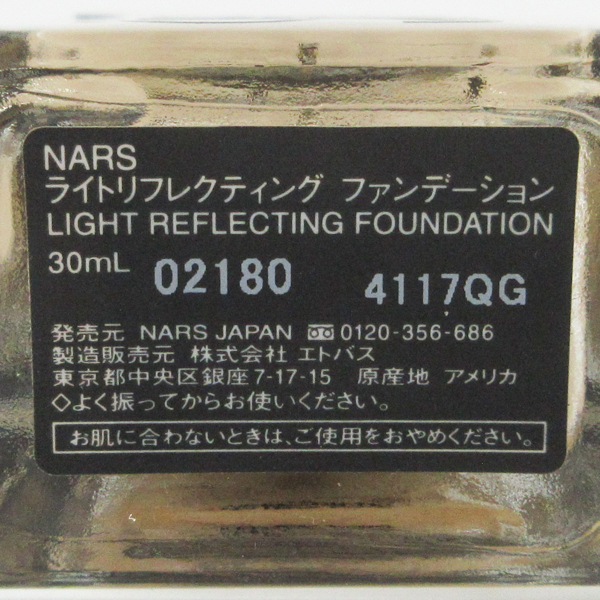 NARS
ライトリフレクティング ファンデーション
LIGHT REFLECTING FOUNDATION
30mL 02180 4117QG
発売元 NARS JAPAN 0120-356-686
製造販売元 株式会社 エトバス
東京都中央区銀座7-17-15 原産地 アメリカ
◇よく振ってからお使いください。
お肌に合わないときは、ご使用をおやめください。